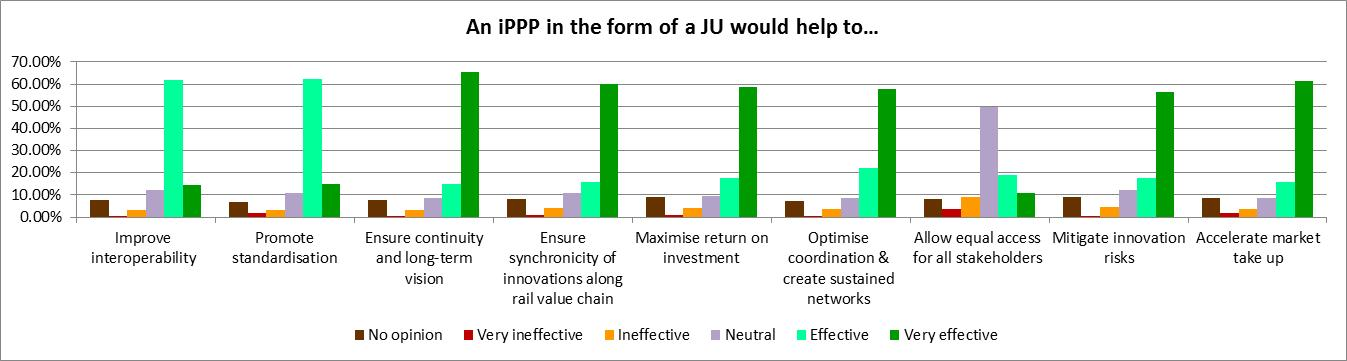 An iPPP in the form of a JU would help to…
70.00%
60.00%
50.00%
40.00%
30.00%
20.00%
10.00%
0.00%
Improve
interoperability
Promote
standardisation
Ensure continuity
and long-term
vision
Ensure
synchronicity of
innovations along
rail value chain
Maximise return on
investment
Optimise
coordination &
create sustained
networks
Allow equal access
for all stakeholders
Mitigate innovation
risks
Accelerate market
take up
No opinion Very ineffective Ineffective Neutral Effective Very effective